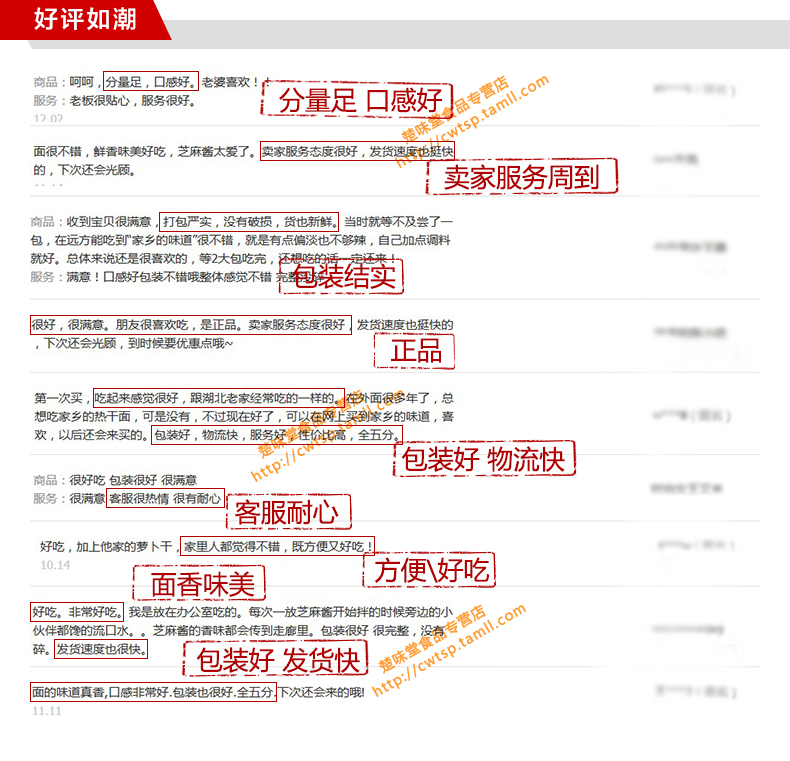 好评如潮
商品：呵呵，分量足，口感好。老婆喜欢！！
服务：老板很贴心，服务很好。
12.02
分量足 口感好
楚味堂食品专营店
http://cwtsp.tamll.com
面很不错，鲜香味美好吃，芝麻酱太爱了。卖家服务态度很好，发货速度也挺快
的，下次还会光顾。
卖家服务周到
商品：收到宝贝很满意，打包严实，没有破损，货也新鲜。当时就等不及尝了一
包，在远方能吃到“家乡的味道”很不错，就是有点偏淡也不够辣，自己加点调料
就好。总体来说还是很喜欢的，等2大包吃完，还想吃的话一定还来！
服务：满意！口感好包装不错哦整体感觉不错 完整
包装结实
很好，很满意。朋友很喜欢吃，是正品。卖家服务态度很好，发货速度也挺快的
，下次还会光顾，到时候要优重点哦~
正品
第一次买，吃起来感觉很好，跟湖北老家经常吃的一样的。在外面很多年了，总
想吃家乡的热干面，可是没有，不过现在好了，可以在网上买到家乡的味道，喜
欢，以后还会来买的。包装好，物流快，服务好，性价比高，全五分。
楚味堂食品专营店
http://cwtsp.tamll.com
包装好 物流快
商品：很好吃 包装很好 很满意
服务：很满意 客服很热情 很有耐心
客服耐心
好吃，加上他家的萝卜干，家里人都觉得不错，既方便又好吃！
10.14
方便\好吃
面香味美
好吃。非常好吃。我是放在办公室吃的。每次一放芝麻酱开始拌的时候旁边的小
伙伴都馋的流口水。。芝麻酱的香味都会传到走廊里。包装很好 很完整，没有
碎。发货速度也很快。
包装好 发货快
楚味堂食品专营店
http://cwtsp.tamll.com
面的味道真香,口感非常好.包装也很好.全五分.下次还会来的哦!
11.11